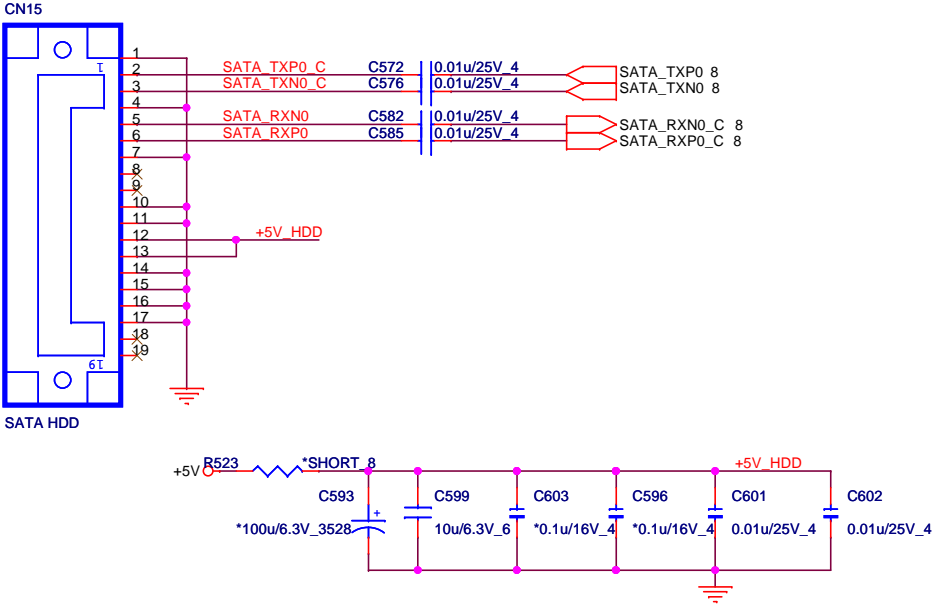 CN15
1
1
2 SATA_TXP0_C C572 0.01u/25V_4 SATA_TXP0 8
3 SATA_TXN0_C C576 0.01u/25V_4 SATA_TXN0 8
4
5 SATA_RXN0 C582 0.01u/25V_4 SATA_RXN0_C 8
6 SATA_RXP0 C585 0.01u/25V_4 SATA_RXP0_C 8
7
8
9
10
11
12 +5V_HDD
13
14
15
16
17
18
19
19
SATA HDD
+5V R523 *SHORT_8 +5V_HDD
C593 C599 C603 C596 C601 C602
+
*100u/6.3V_3528 10u/6.3V_6 *0.1u/16V_4 *0.1u/16V_4 0.01u/25V_4 0.01u/25V_4